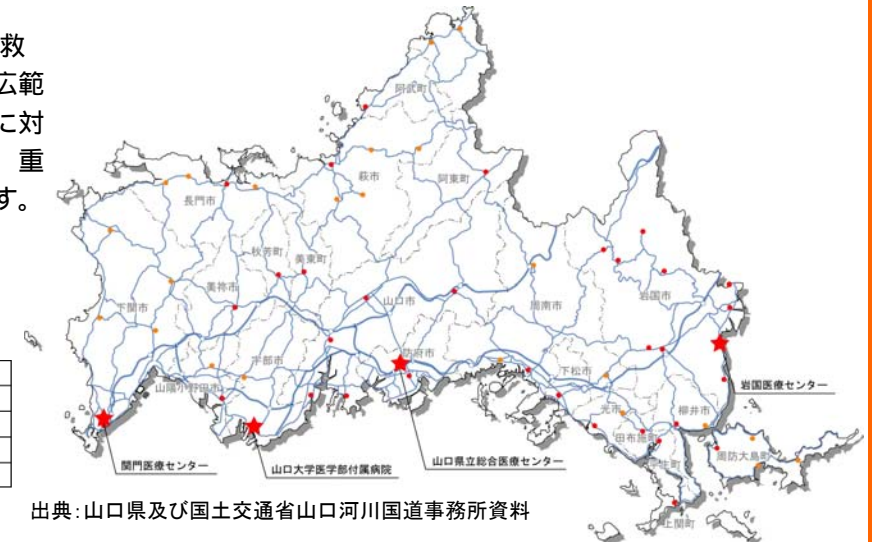 救
広範
に対
重
す。
阿武町
萩市
阿東町
長門市
秋芳町
美東町
美祢市
山口市
周南市
岩国市
下関市
防府市
宇部市
下松市
山陽小野田市
岩国医療センター
光市
柳井市
田布施町
周防大島町
平生町
関門医療センター
山口大学医学部付属病院
山口県立総合医療センター
上関町
出典:山口県及び国土交通省山口河川国道事務所資料